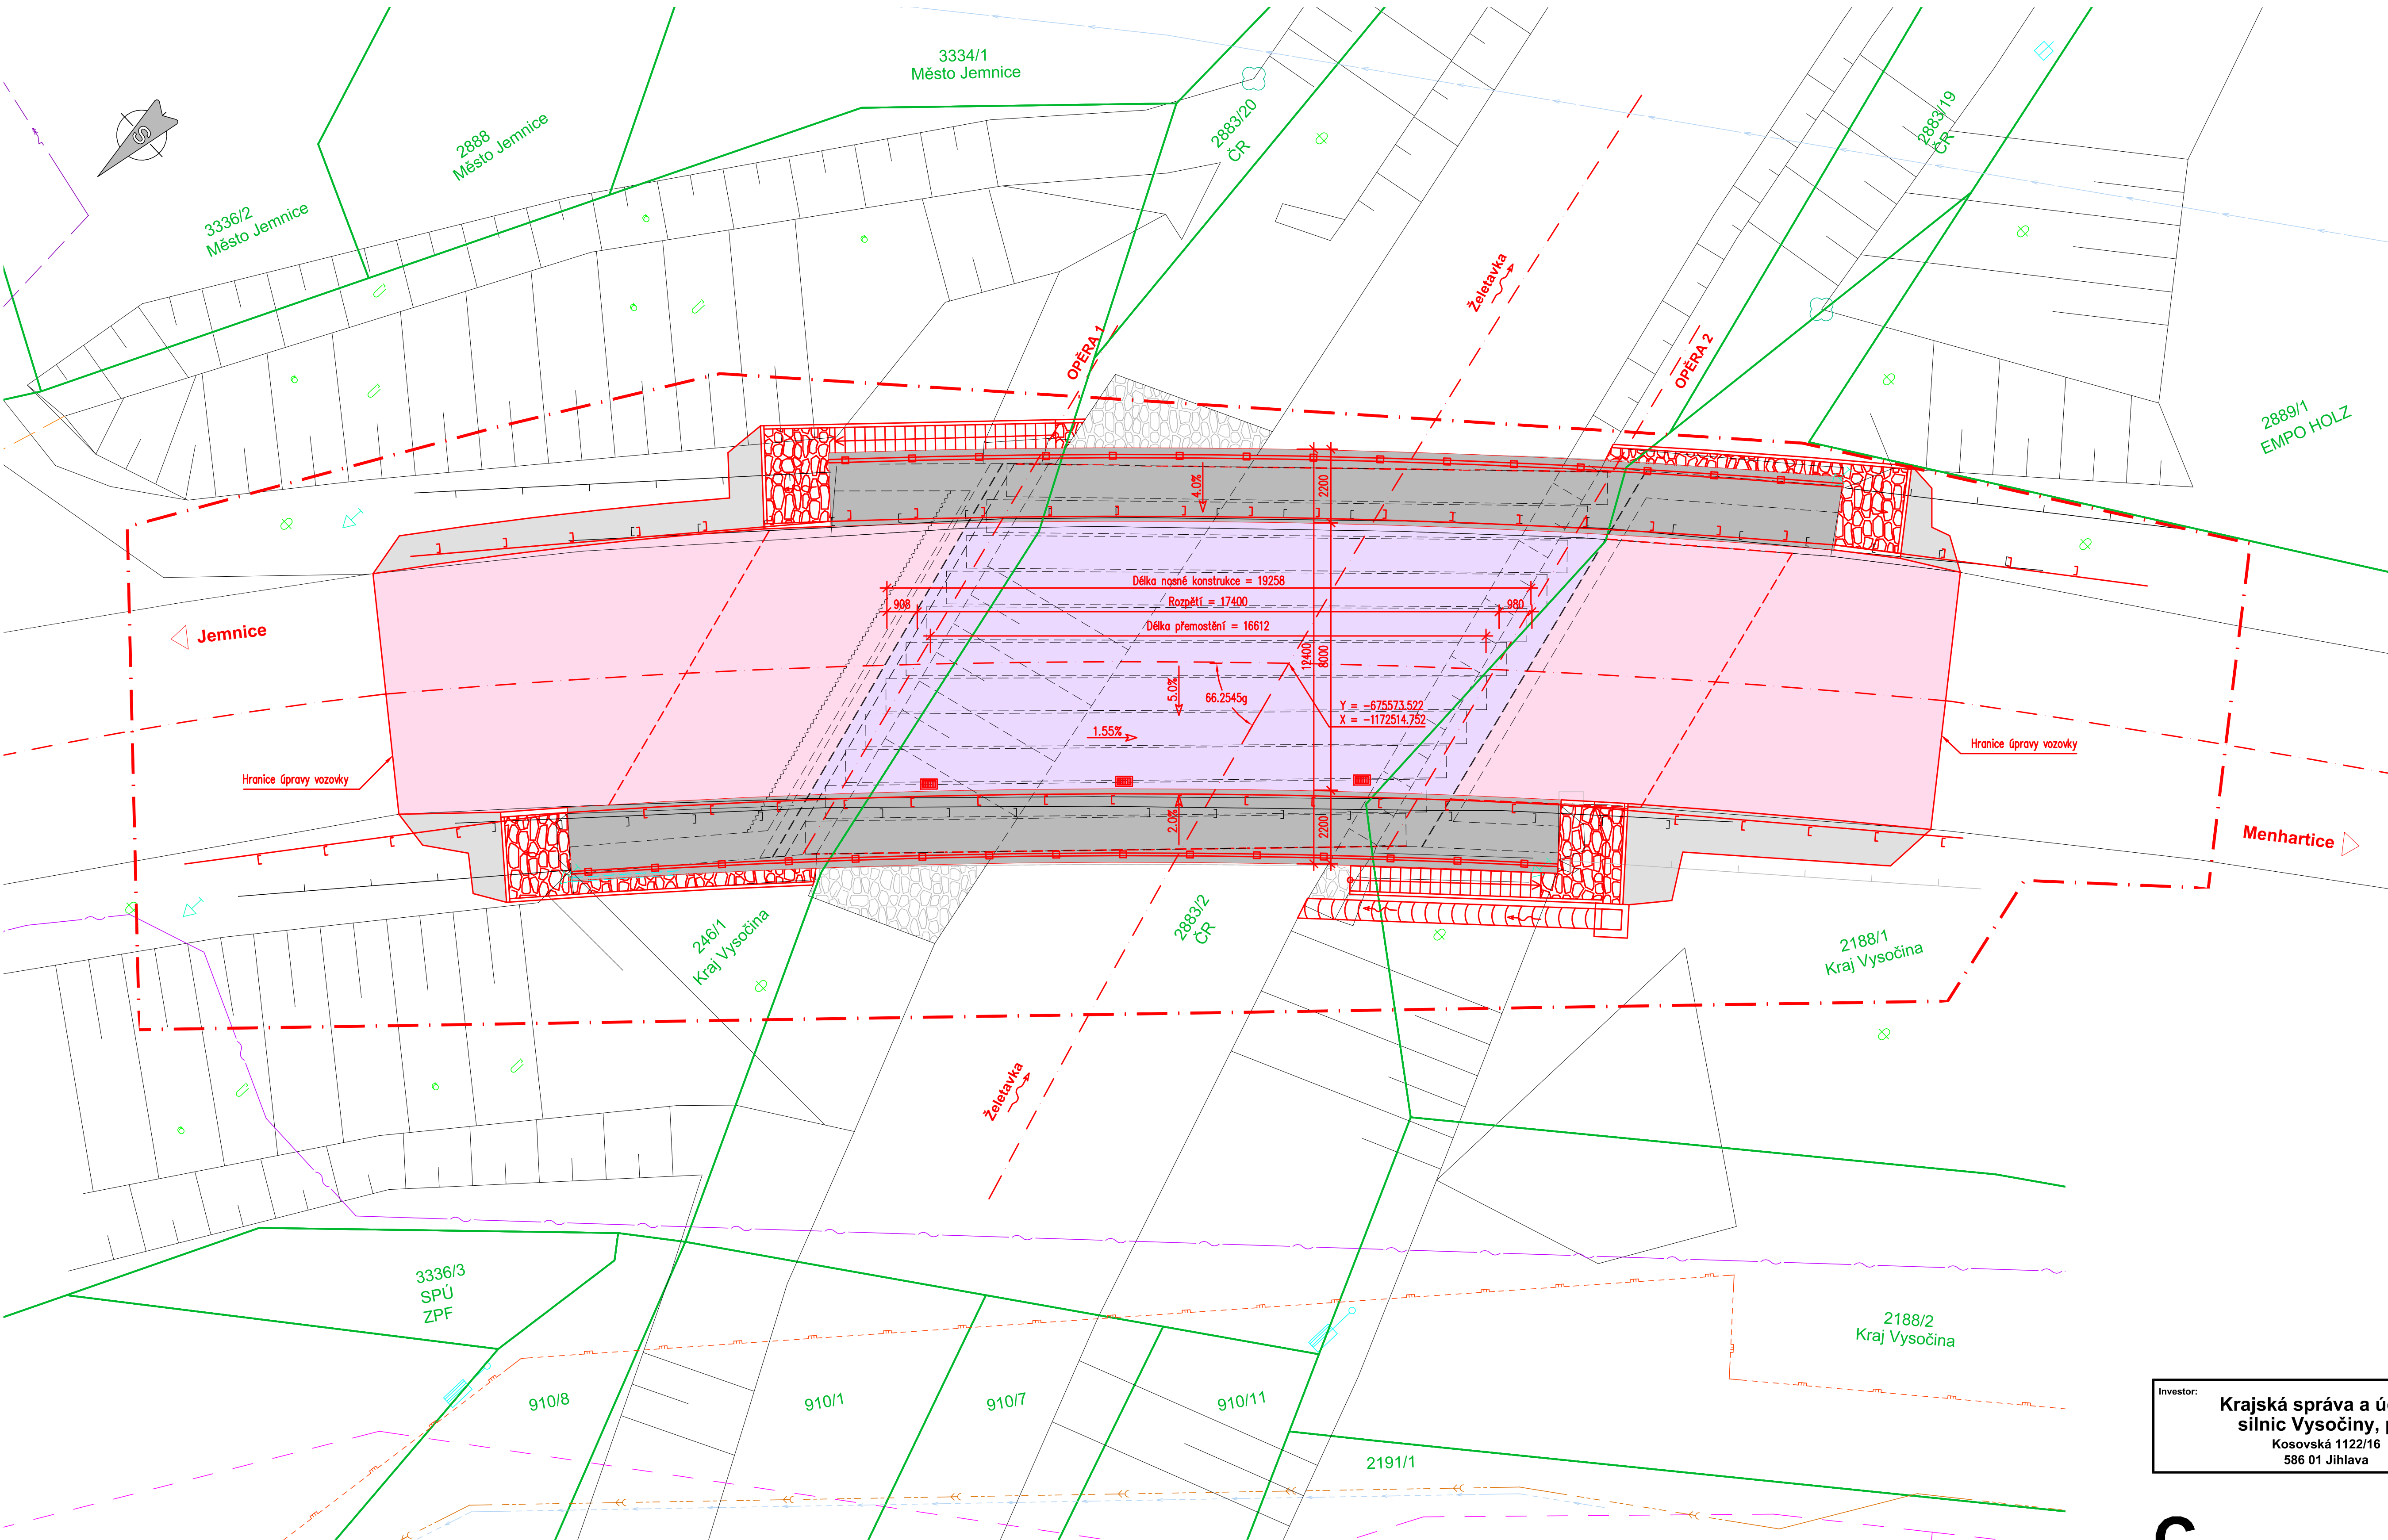 3334/1
Město Jemnice
2888
Město Jemnice
3336/2
Město Jemnice
S
2883/20
ČR
2883/19
ČR
2889/1
EMPO HOLZ
Želetavka
OPĚRA 1
OPĚRA 2
4.0%
2200
Délka nosné konstrukce = 19258
908
Rozpětí = 17400
980
Délka přemostění = 16612
12400
8000
5.0%
66.2545g
Y = -675573.522
X = -1172514.752
1.55%
2.0%
2200
Jemnice
Hranice úpravy vozovky
Hranice úpravy vozovky
Menhartice
246/1
Kraj Vysočina
2883/2
ČR
2188/1
Kraj Vysočina
Želetavka
3336/3
SPÚ
ZPF
2188/2
Kraj Vysočina
910/8
910/1
910/7
910/11
2191/1
Investor:
Krajská správa a
silnic Vysočiny,
Kosovská 1122/16
586 01 Jihlava